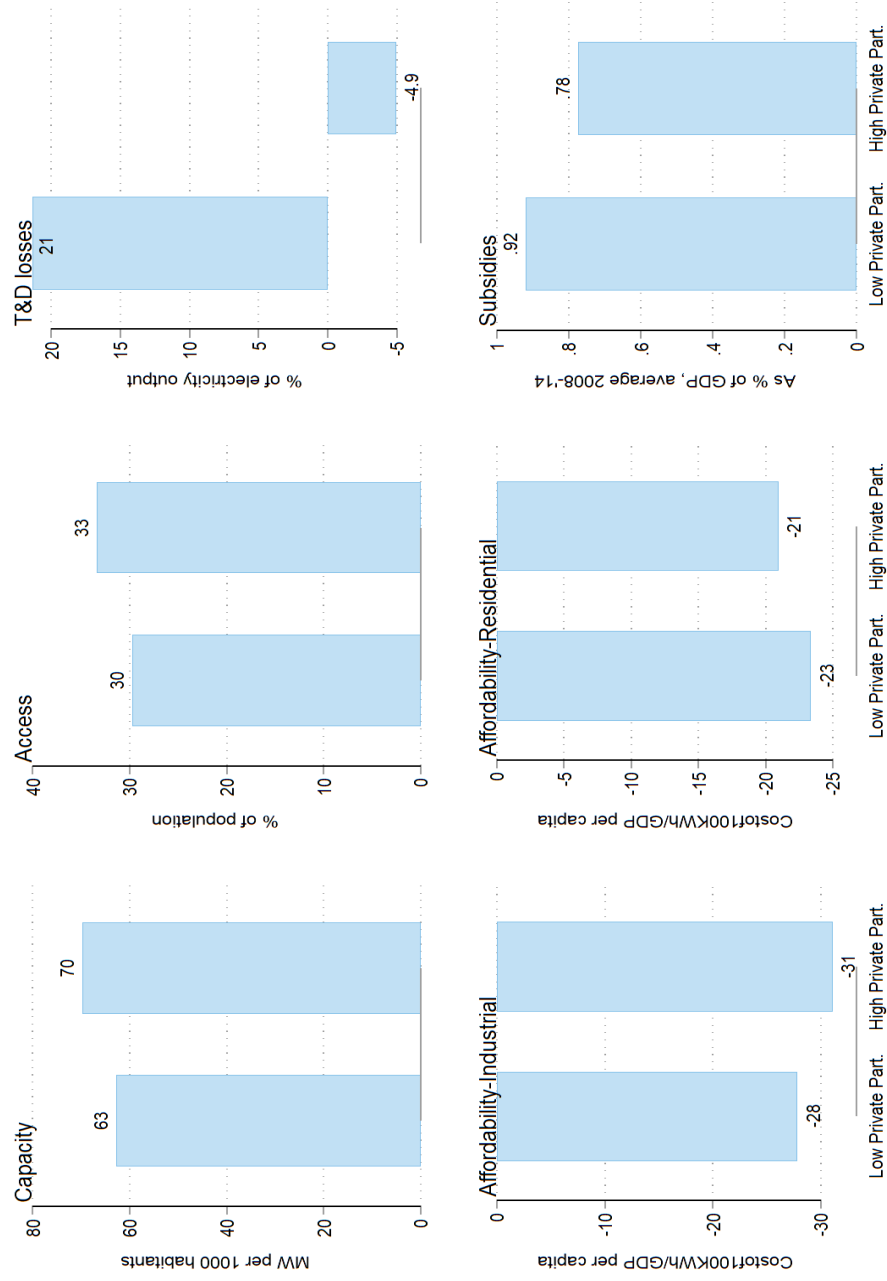 Capacity
MW per 1000 habitants
80
60
40
20
0
63
70
Access
% of population
40
30
20
10
0
30
33
T&D losses
% of electricity output
20
15
10
5
0
-5
21
-4.9
Affordability-Industrial
Costof100KWh/GDP per capita
0
-10
-20
-30
-28
-31
Low Private Part. High Private Part.
Affordability-Residential
Costof100KWh/GDP per capita
0
-5
-10
-15
-20
-25
-23
-21
Low Private Part. High Private Part.
Subsidies
As % of GDP, average 2008-'14
1
.8
.6
.4
.2
0
.92
.78
Low Private Part. High Private Part.